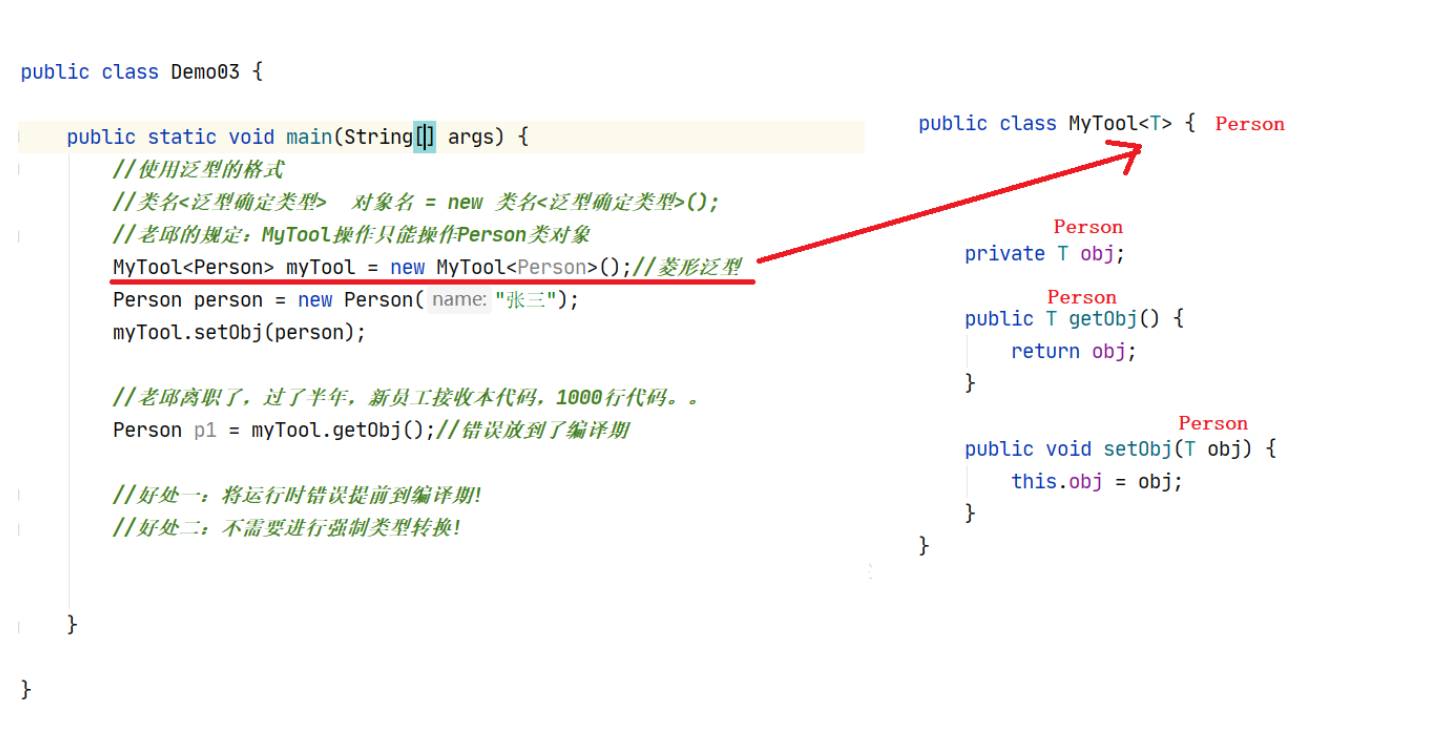 public class Demo03 {
public static void main(String[] args) {
//使用泛型的格式
//类名<泛型确定类型>  对象名 = new 类名<泛型确定类型>();
//老邱的规定：MyTool操作只能操作Person类对象
MyTool<Person> myTool = new MyTool<Person>();//菱形泛型
Person person = new Person( name: "张三");
myTool.setObj(person);
//老邱离职了，过了半年，新员工接收本代码，1000行代码。。
Person p1 = myTool.getObj();//错误放到了编译期
//好处一：将运行时错误提前到编译期！
//好处二：不需要进行强制类型转换！
}
}
public class MyTool<T> { Person
Person
private T obj;
Person
public T getObj() {
return obj;
}
Person
public void setObj(T obj) {
this.obj = obj;
}
}